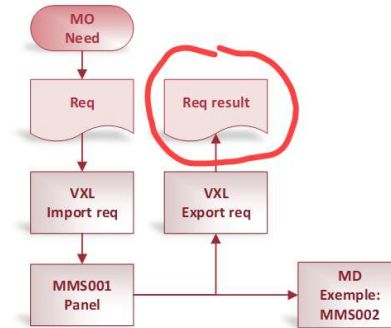 MO
Need
Req
Req result
VXL
Import req
VXL
Export req
MMS001
Panel
MD
Exemple:
MMS002